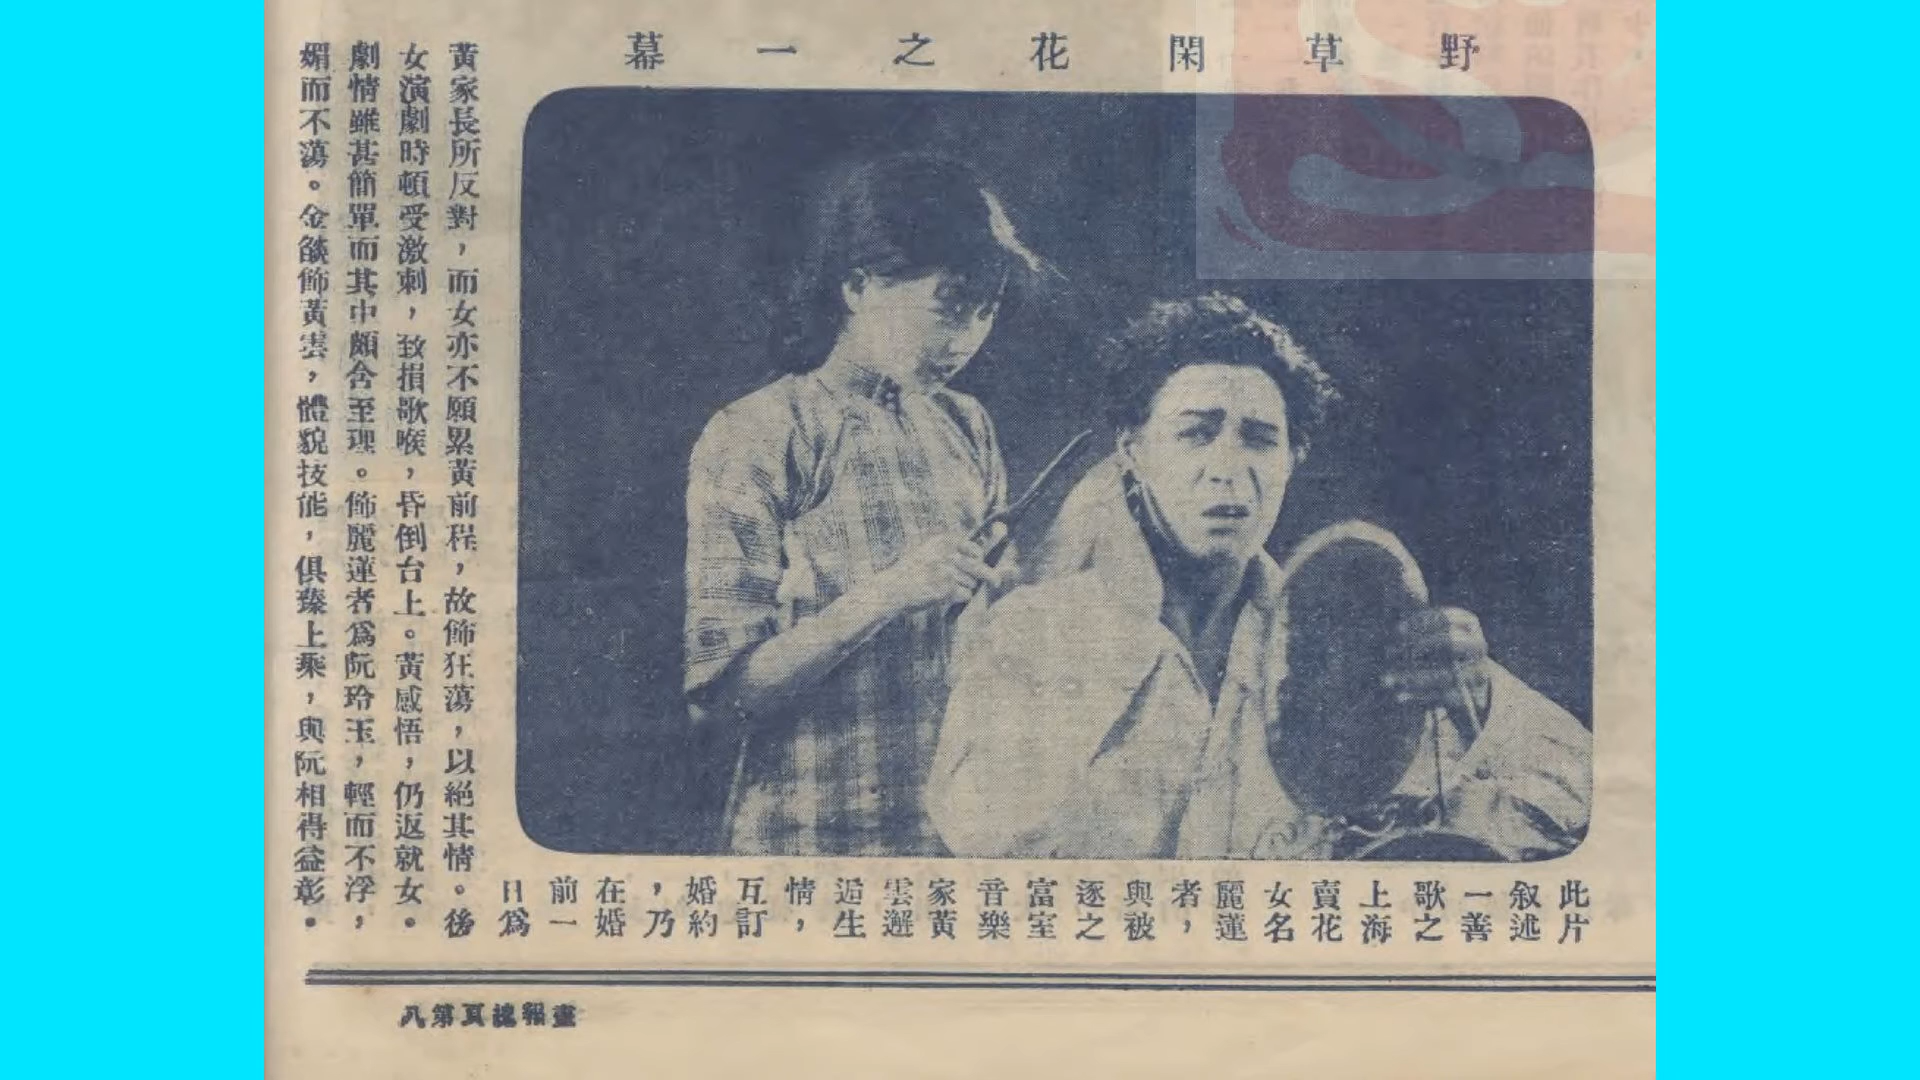 野草閑花之一幕
此片
叙述
一善
歌之
上海
賣花
女名
麗蓮
者，
與被
逐之
富室
音樂
家黃
雲邂
逅生
情，
互訂
婚約
，乃
在婚
前一
日爲
黃家長所反對，而女亦不願累黃前程，故飾狂蕩，以絕其情。後
女演劇時頓受激刺，致損歌喉，昏倒台上。黃感悟，仍返就女。
劇情雖甚簡單而其中頗含至理。飾麗蓮者爲阮玲玉，輕而不浮，
媚而不蕩。金燄飾黃雲，體貌技能，俱臻上乘，與阮相得益彰。
畫報總頁第八